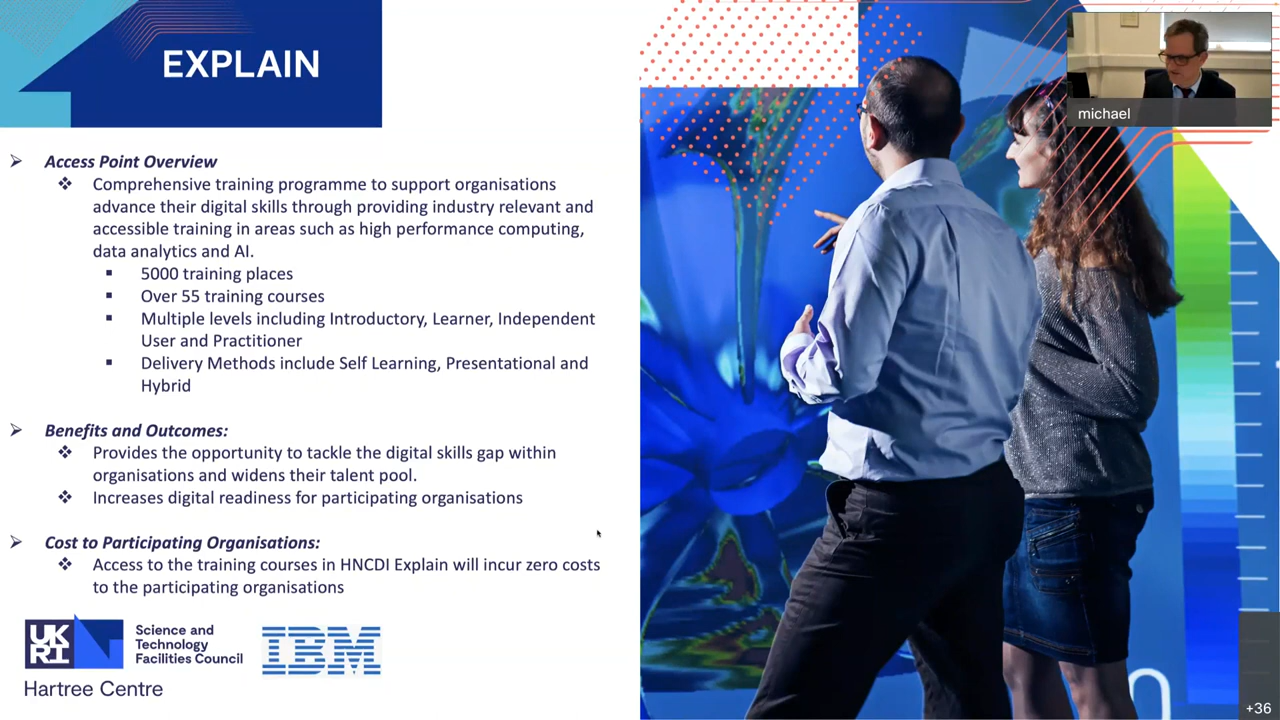 EXPLAIN
michael
Access Point Overview
Comprehensive training programme to support organisations
advance their digital skills through providing industry relevant and
accessible training in areas such as high performance computing,
data analytics and AI.
5000 training places
Over 55 training courses
Multiple levels including Introductory, Learner, Independent
User and Practitioner
Delivery Methods include Self Learning, Presentational and
Hybrid
Benefits and Outcomes:
Provides the opportunity to tackle the digital skills gap within
organisations and widens their talent pool.
Increases digital readiness for participating organisations
Cost to Participating Organisations:
Access to the training courses in HNCDI Explain will incur zero costs
to the participating organisations
UK
RI
Science and
Technology
Facilities Council
IBM
Hartree Centre
0
+36